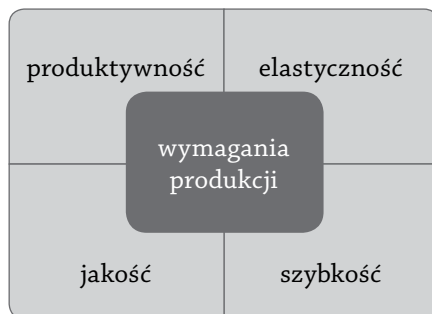 produktywność
elastyczność
wymagania
produkcji
jakość
szybkość